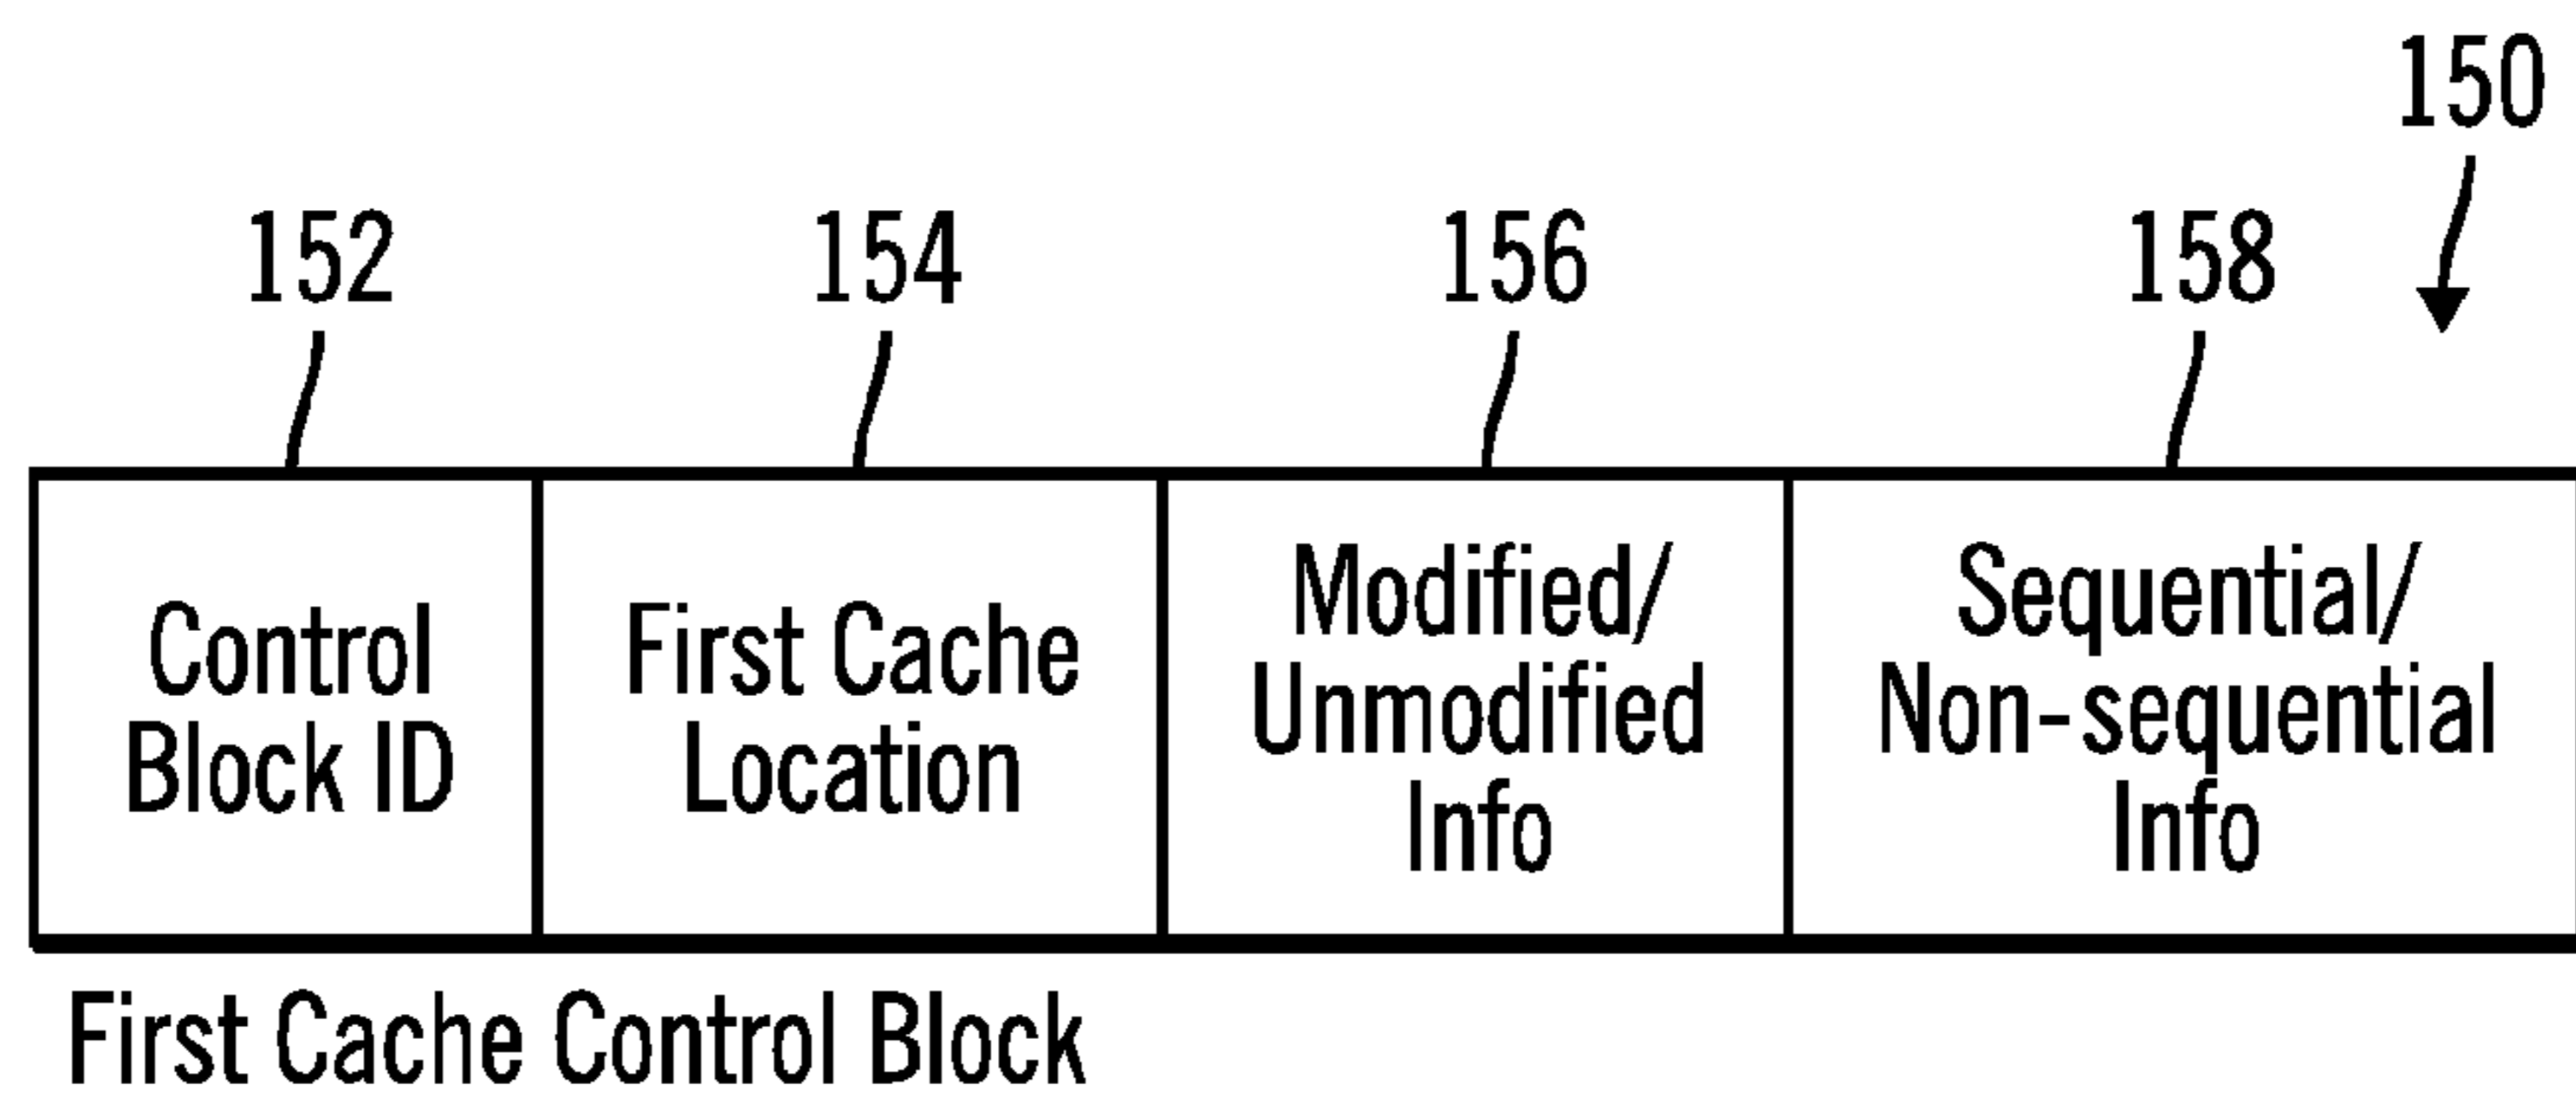 150
152
154
156
158
Control
Block ID
First Cache
Location
Modified/
Unmodified
Info
Sequential/
Non-sequential
Info
First Cache Control Block